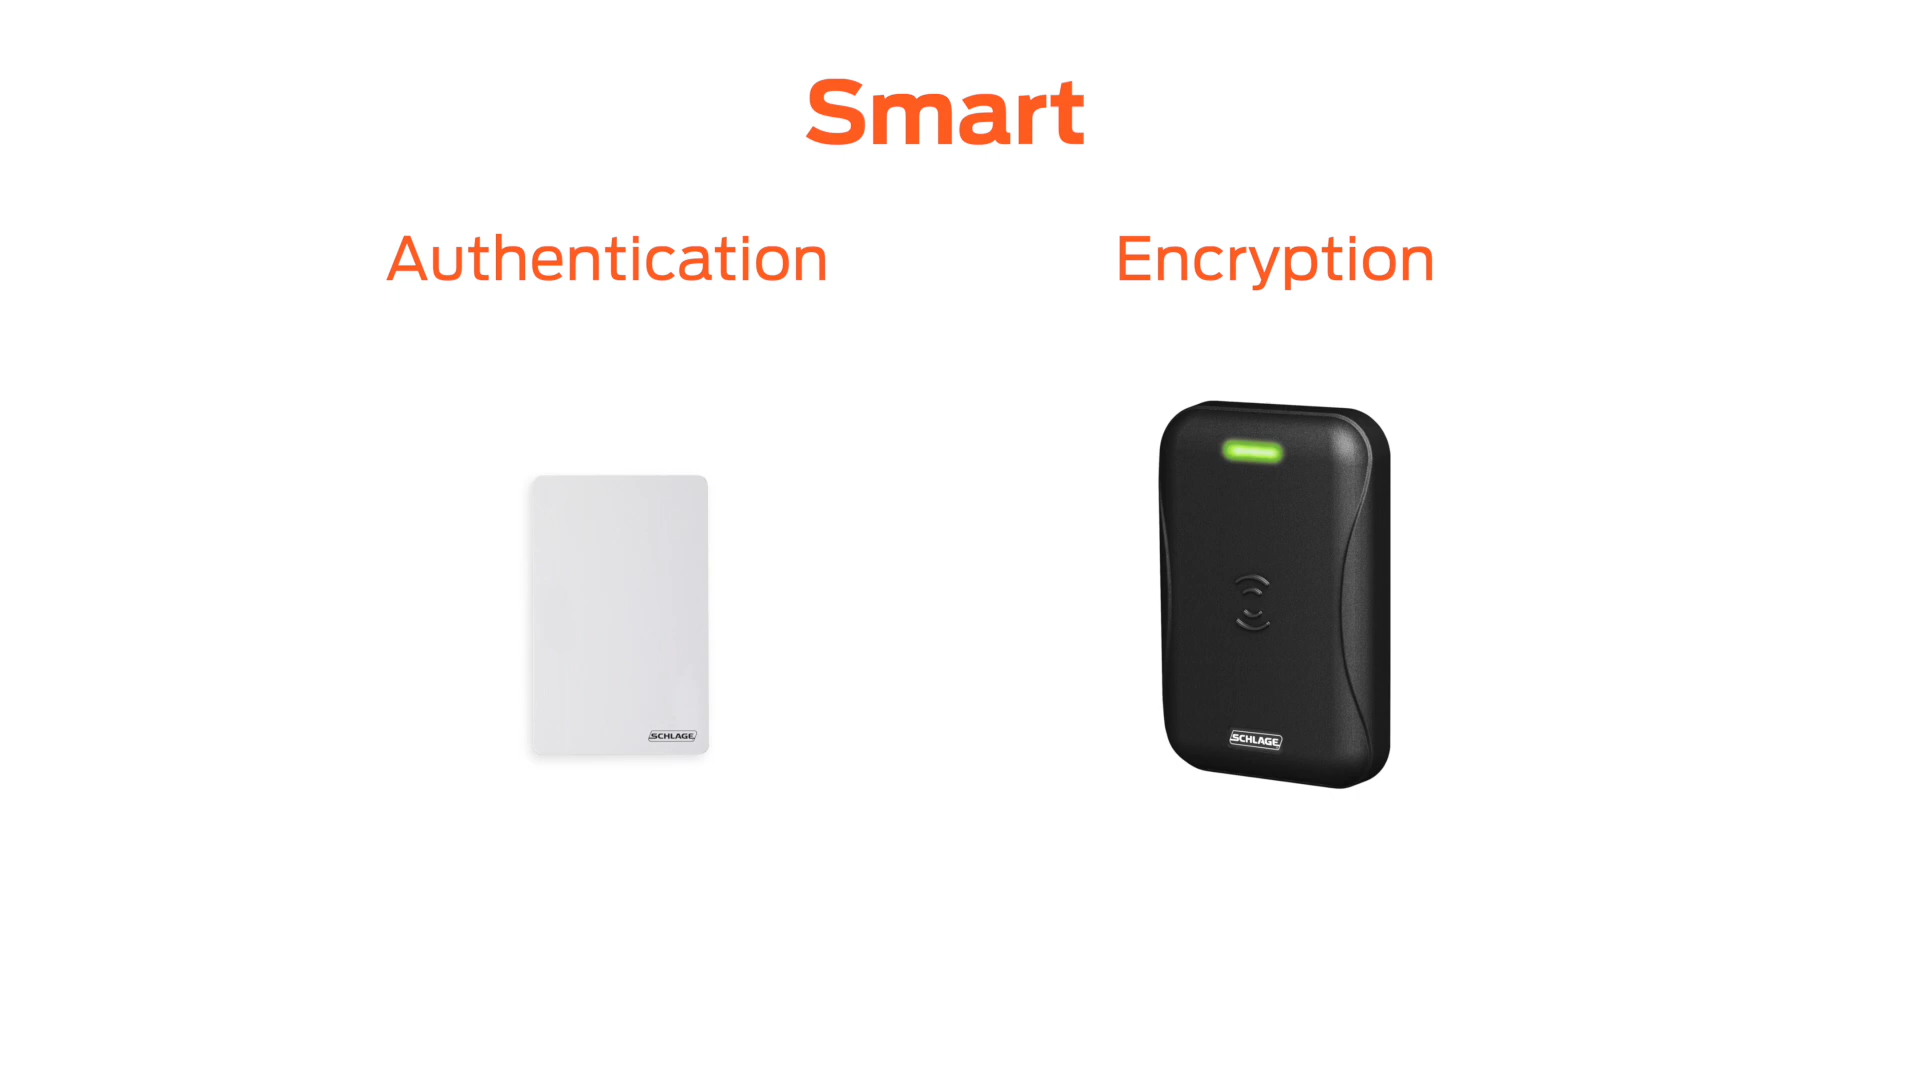 Smart
Authentication
Encryption
SCHLAGE
SCHLAGE